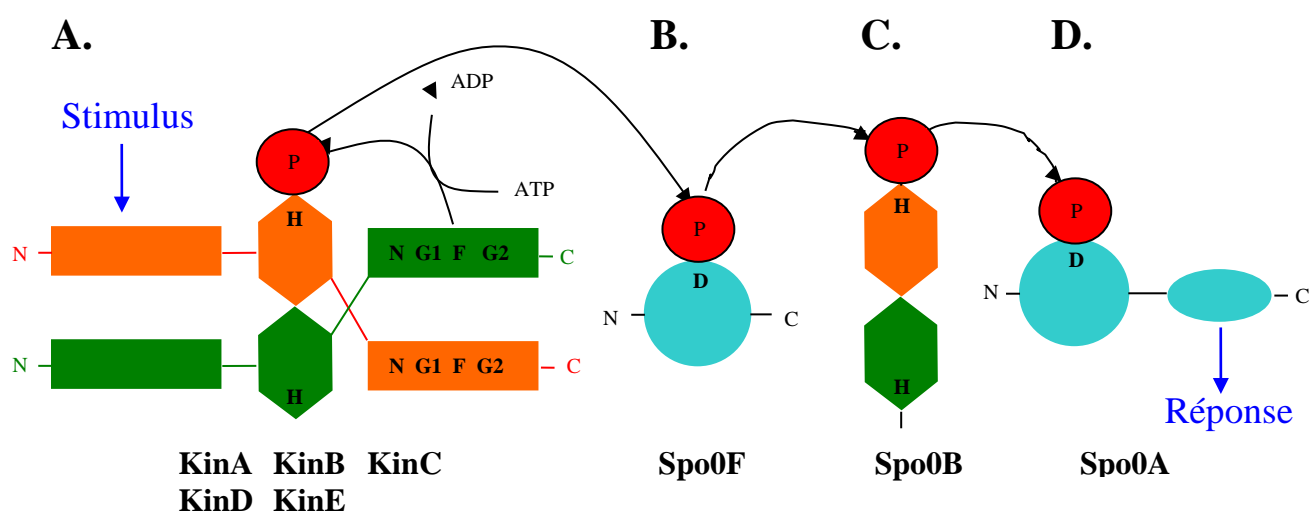 A.
B.
C.
D.
Stimulus
ADP
ATP
P
P
P
P
H
N
N G1 F G2
C
H
D
D
N
C
N
C
N
N G1 F G2
C
H
H
Réponse
KinA KinB KinC
KinD KinE
Spo0F
Spo0B
Spo0A